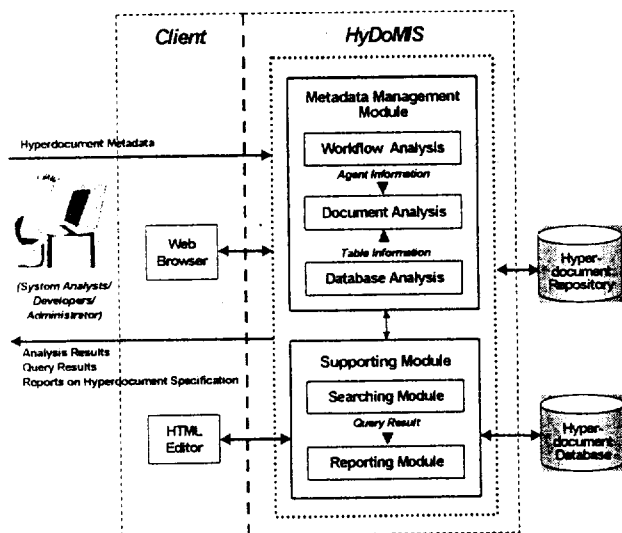 Client
HyDoMIS
Metadata Management
Module
Hyperdocument Metadata
Workflow Analysis
Agent Information
Document Analysis
Web
Browser
Table Information
Database Analysis
Hyper-
document
Repository
(System Analysts/
Developers/
Administrator)
Analysis Results
Query Results
Reports on Hyperdocument Specification
Supporting Module
Searching Module
Query Result
HTML
Editor
Reporting Module
Hyper-
document
Database